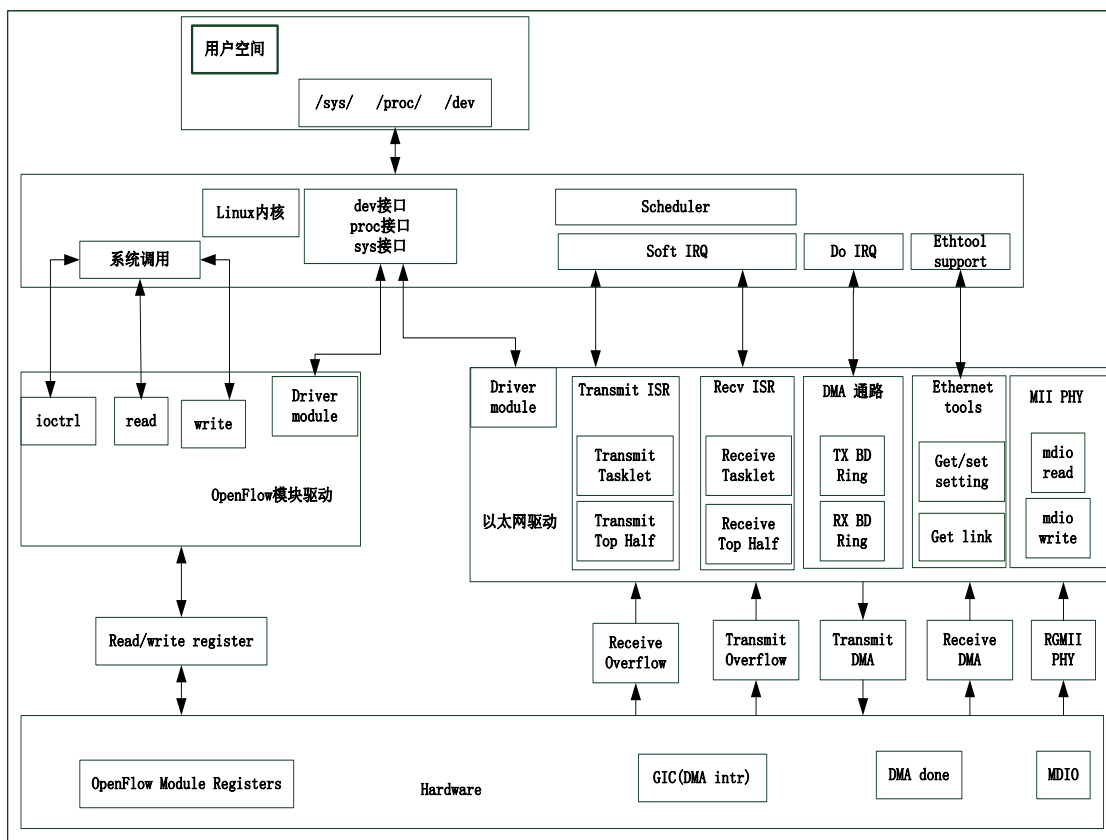 用户空间
/sys/ /proc/ /dev
Linux内核
dev接口
proc接口
sys接口
系统调用
Scheduler
Soft IRQ
Do IRQ
Ethtool
support
ioctrl
read
write
Driver
module
OpenFlow模块驱动
Driver
module
以太网驱动
Transmit ISR
Transmit
Tasklet
Transmit
Top Half
Recv ISR
Receive
Tasklet
Receive
Top Half
DMA 通路
TX BD
Ring
RX BD
Ring
Ethernet
tools
Get/set
setting
Get link
MII PHY
mdio
read
mdio
write
Read/write register
Receive
Overflow
Transmit
Overflow
Transmit
DMA
Receive
DMA
RGMII
PHY
OpenFlow Module Registers
Hardware
GIC(DMA intr)
DMA done
MDIO